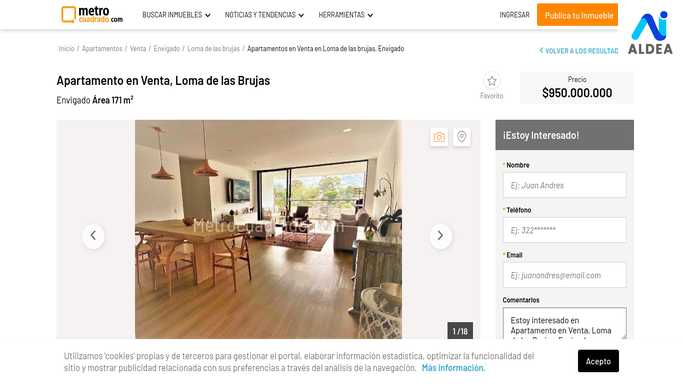 metro
cuadrado.com
BUSCAR INMUEBLES
NOTICIAS Y TENDENCIAS
HERRAMIENTAS
INGRESAR
Publica tu Inmueble
ALDEA
Inicio / Apartamentos / Venta / Envigado / Loma de las brujas / Apartamentos en Venta en Loma de las brujas, Envigado
VOLVER A LOS RESULTAD
Apartamento en Venta, Loma de las Brujas
Envigado Área 171 m²
Favorito
Precio
$950.000.000
¡Estoy Interesado!
* Nombre
Ej: Juan Andres
* Teléfono
Ej: 322*******
* Email
Ej: juanandres@email.com
Comentarios
Estoy interesado en
Apartamento en Venta, Loma
Metrocuadrado.com
1 / 18
Utilizamos 'cookies' propias y de terceros para gestionar el portal, elaborar información estadística, optimizar la funcionalidad del
sitio y mostrar publicidad relacionada con sus preferencias a través del análisis de la navegación. Más información.
Acepto